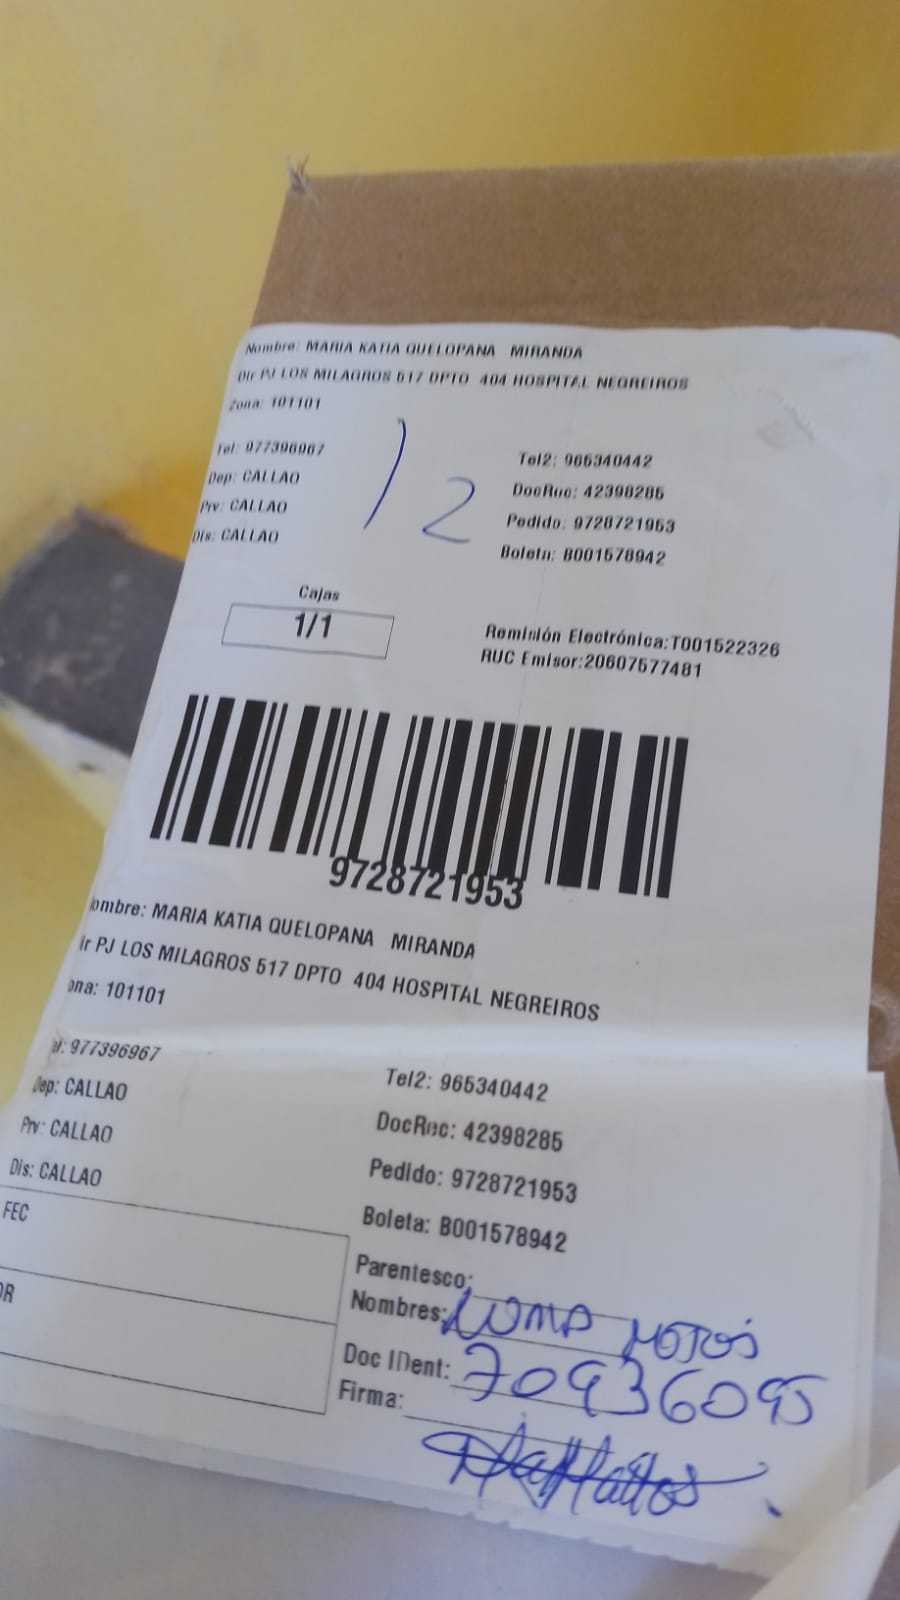 Nombre: MARIA KATIA QUELOPANA MIRANDA
Dir PJ LOS MILAGROS 517 DPTO 404 HOSPITAL NEGREIROS
Zona: 101101
Tel: 977396967
Dep: CALLAO
Prv: CALLAO
Dis: CALLAO
12
Tel2: 965340442
DocRuc: 42398285
Pedido: 9728721953
Boleta: B001578942
Cajas
1/1
Remisión Electrónica:T001522326
RUC Emisor:20607577481
9728721953
ombre: MARIA KATIA QUELOPANA MIRANDA
ir PJ LOS MILAGROS 517 DPTO 404 HOSPITAL NEGREIROS
ona: 101101
el: 977396967
Dep: CALLAO
Prv: CALLAO
Dis: CALLAO
Tel2: 965340442
DocRec: 42398285
Pedido: 9728721953
Boleta: B001578942
FEC
OR
Parentesco:
Nombres:
Doc IDent: 70936095
Firma: